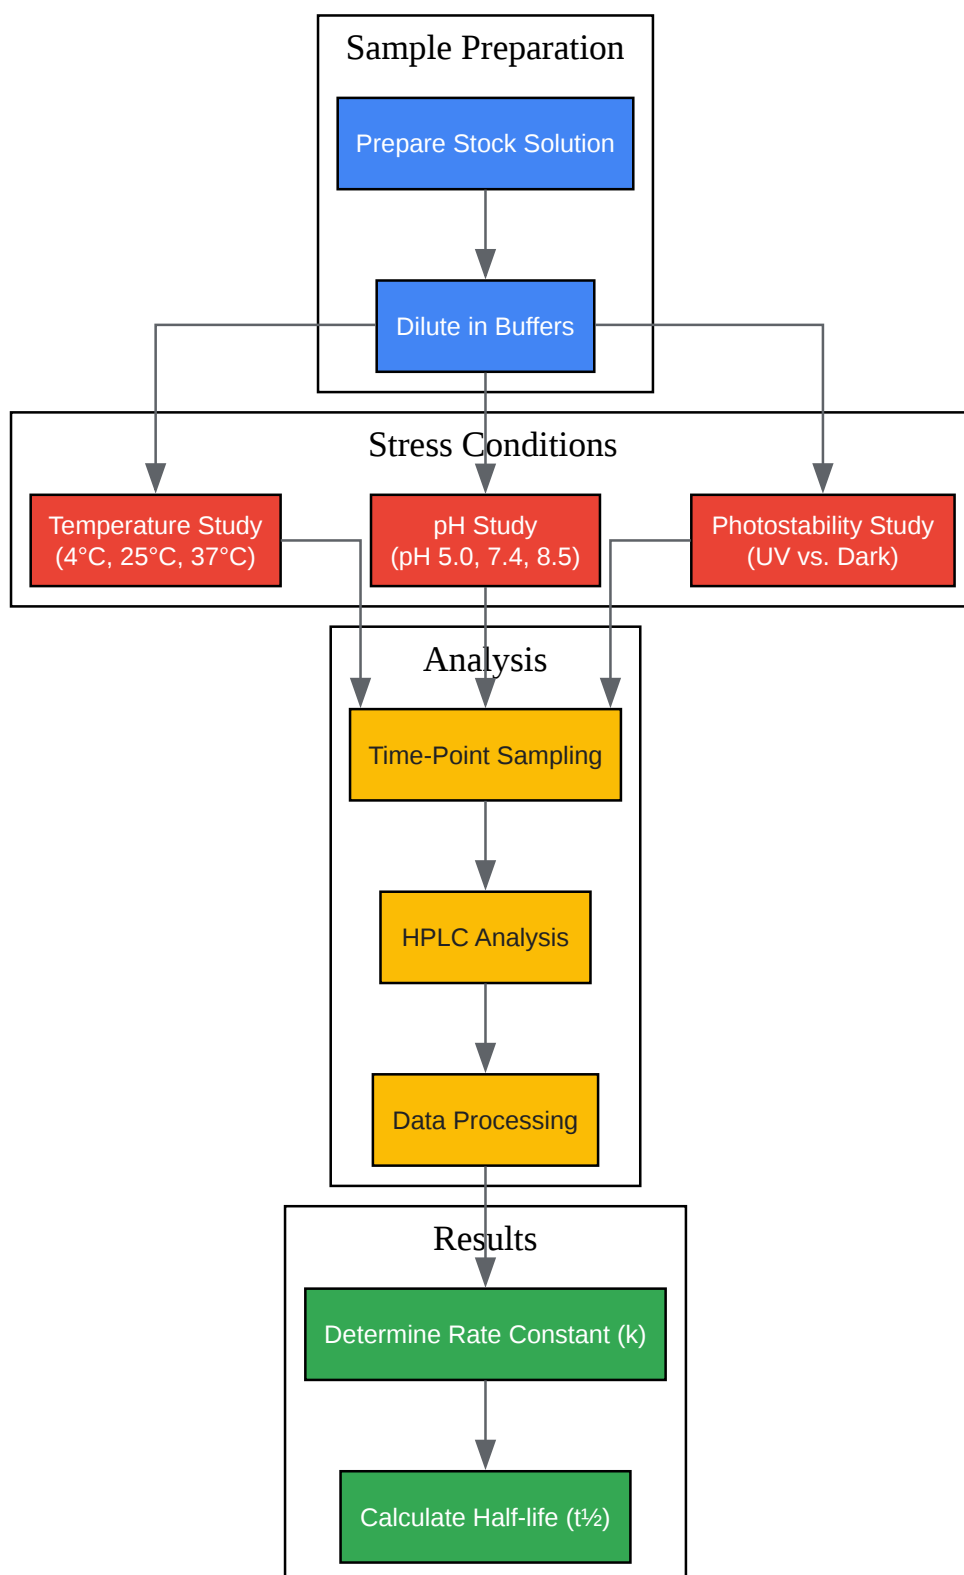 Sample Preparation
Prepare Stock Solution
Dilute in Buffers
Stress Conditions
Temperature Study
(4°C, 25°C, 37°C)
pH Study
(pH 5.0, 7.4, 8.5)
Photostability Study
(UV vs. Dark)
Analysis
Time-Point Sampling
HPLC Analysis
Data Processing
Results
Determine Rate Constant (k)
Calculate Half-life (t½)